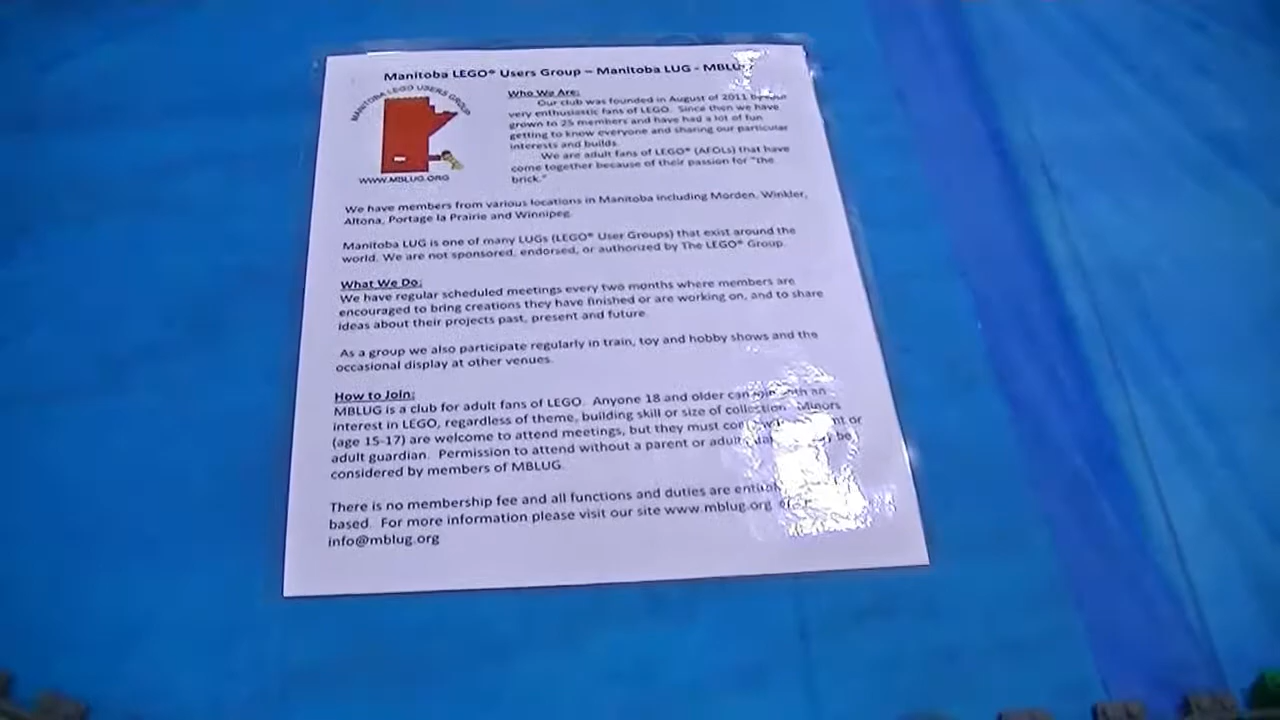 Manitoba LEGO® Users Group – Manitoba LUG - MBLUG
MANITOBA LEGO USERS GROUP
WWW.MBLUG.ORG
Who We Are:
Our club was founded in August of 2011 by four
very enthusiastic fans of LEGO. Since then we have
grown to 25 members and have had a lot of fun
getting to know everyone and sharing our particular
interests and builds.
We are adult fans of LEGO® (AFOLs) that have
come together because of their passion for "the
brick."
We have members from various locations in Manitoba including Morden, Winkler,
Altona, Portage la Prairie and Winnipeg.
Manitoba LUG is one of many LUGs (LEGO® User Groups) that exist around the
world. We are not sponsored, endorsed, or authorized by The LEGO® Group.
What We Do:
We have regular scheduled meetings every two months where members are
encouraged to bring creations they have finished or are working on, and to share
ideas about their projects past, present and future.
As a group we also participate regularly in train, toy and hobby shows and the
occasional display at other venues.
How to Join:
MBLUG is a club for adult fans of LEGO. Anyone 18 and older can join with an
interest in LEGO, regardless of theme, building skill or size of collection. Minors
(age 15-17) are welcome to attend meetings, but they must or
adult guardian. Permission to attend without a parent or adult be
considered by members of MBLUG.
There is no membership fee and all functions and duties are
based. For more information please visit our site www.mblug.org or
info@mblug.org